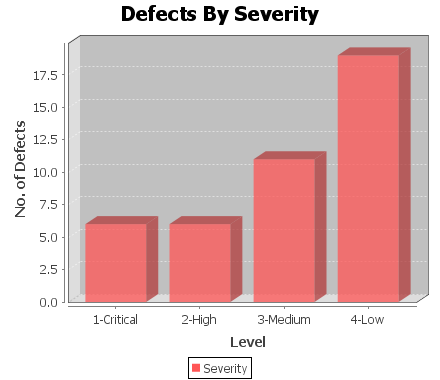 Defects By Severity
No. of Defects
17.5
15.0
12.5
10.0
7.5
5.0
2.5
0.0
1-Critical 2-High 3-Medium 4-Low
Level
Severity